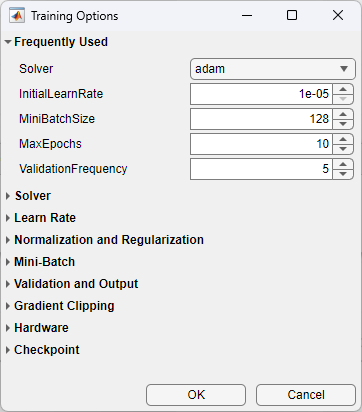 Training Options
Frequently Used
Solver adam
InitialLearnRate 1e-05
MiniBatchSize 128
MaxEpochs 10
ValidationFrequency 5
Solver
Learn Rate
Normalization and Regularization
Mini-Batch
Validation and Output
Gradient Clipping
Hardware
Checkpoint
OK Cancel